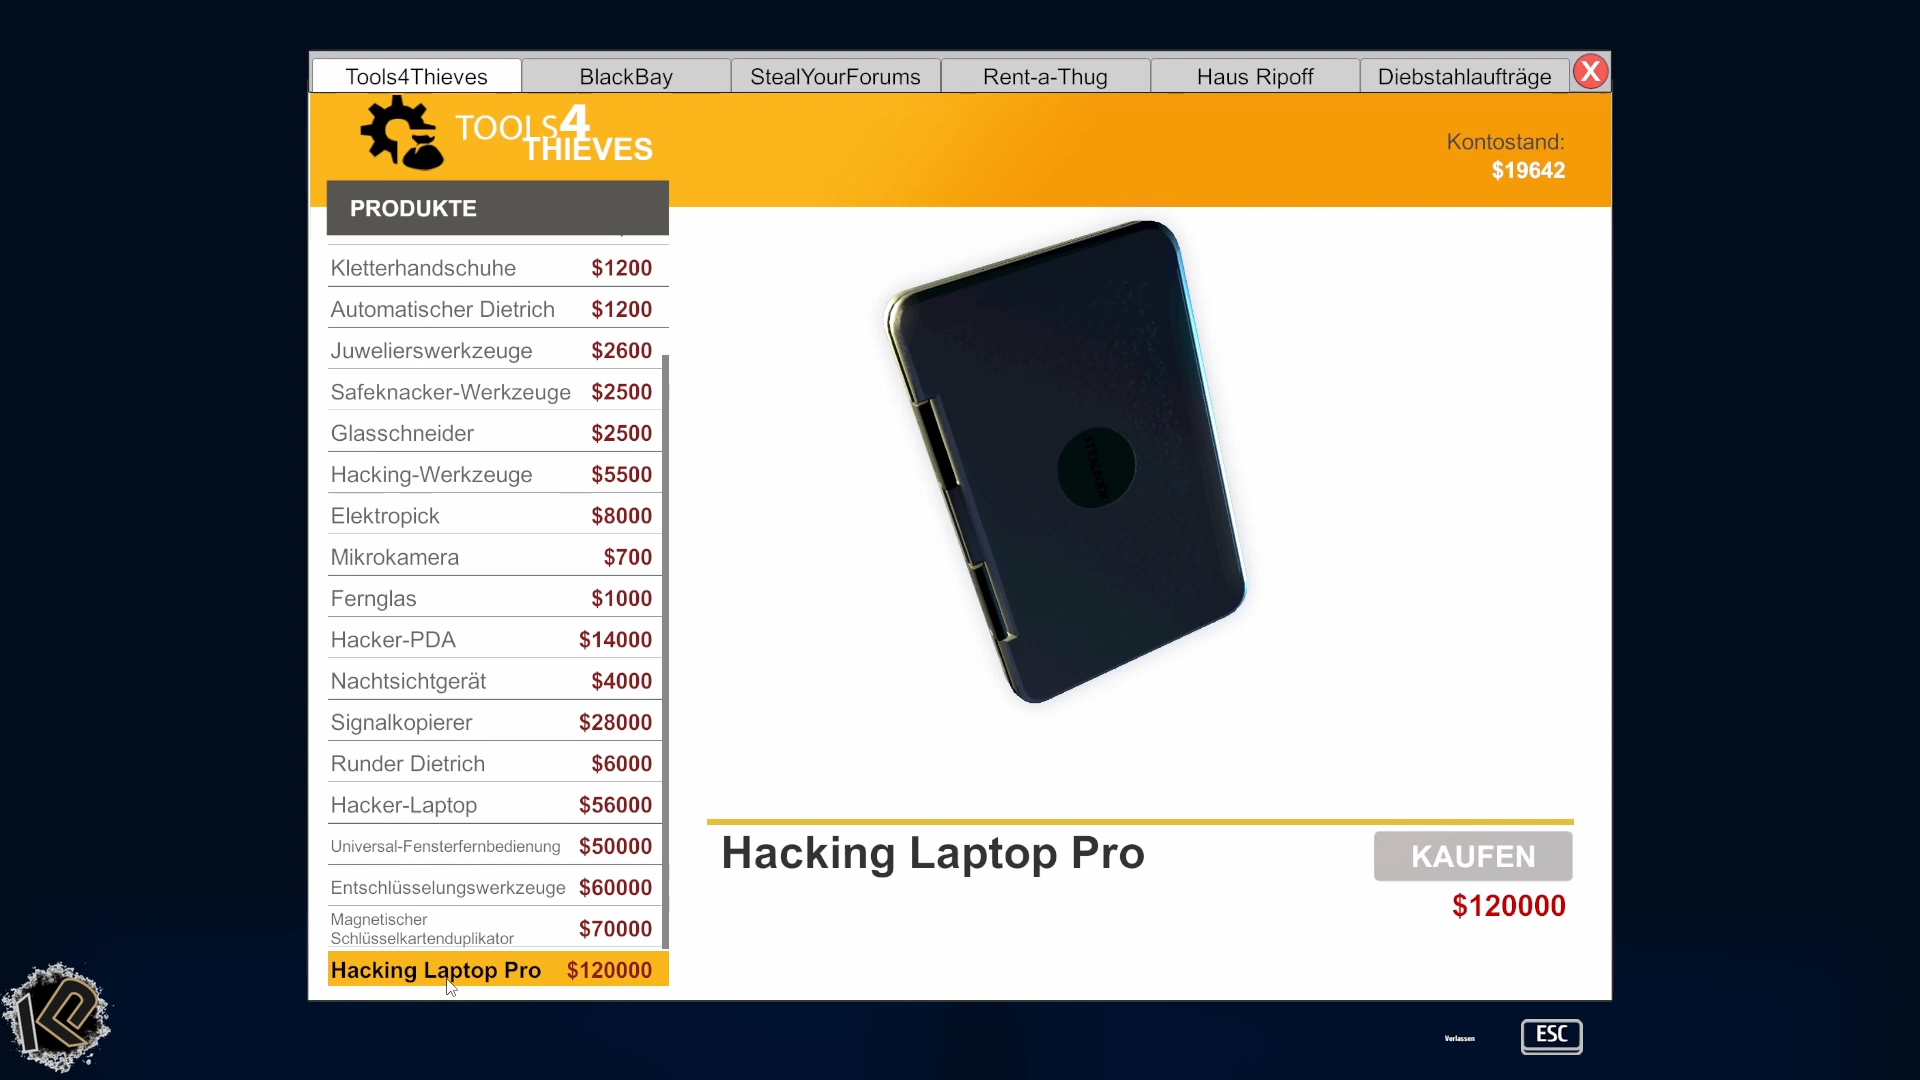 Tools4Thieves
BlackBay
StealYourForums
Rent-a-Thug
Haus Ripoff
Diebstahlaufträge
X
TOOLS4
THIEVES
Kontostand:
$19642
PRODUKTE
Kletterhandschuhe $1200
Automatischer Dietrich $1200
Juwelierswerkzeuge $2600
Safeknacker-Werkzeuge $2500
Glasschneider $2500
Hacking-Werkzeuge $5500
Elektropick $8000
Mikrokamera $700
Fernglas $1000
Hacker-PDA $14000
Nachtsichtgerät $4000
Signalkopierer $28000
Runder Dietrich $6000
Hacker-Laptop $56000
Universal-Fensterfernbedienung $50000
Entschlüsselungswerkzeuge $60000
Magnetischer
Schlüsselkartenduplikator $70000
Hacking Laptop Pro $120000
STEALNOOK
Hacking Laptop Pro
KAUFEN
$120000
Verlassen
ESC